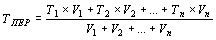 T_ПЕР = (T_1 × V_1 + T_2 × V_2 + ... + T_n × V_n) / (V_1 + V_2 + ... + V_n)